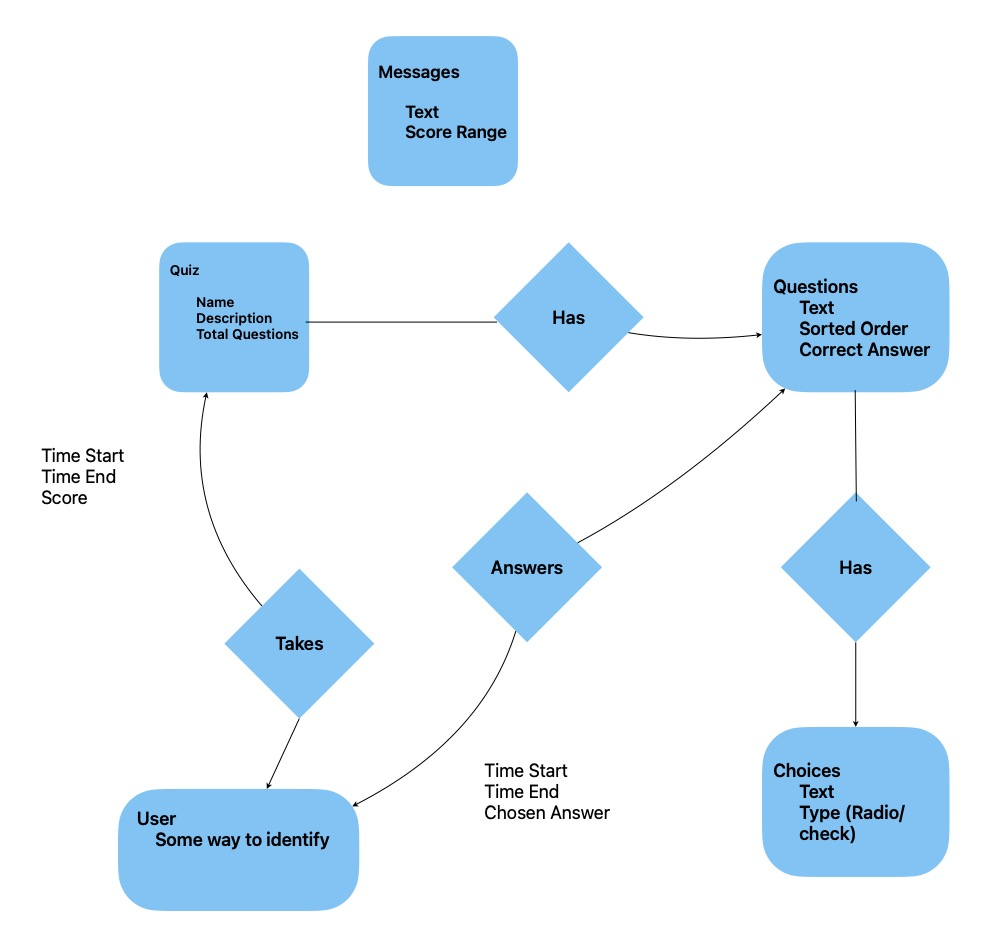 Messages
Text
Score Range
Quiz
Name
Description
Total Questions
Has
Questions
Text
Sorted Order
Correct Answer
Time Start
Time End
Score
Answers
Has
Takes
User
Some way to identify
Time Start
Time End
Chosen Answer
Choices
Text
Type (Radio/
check)